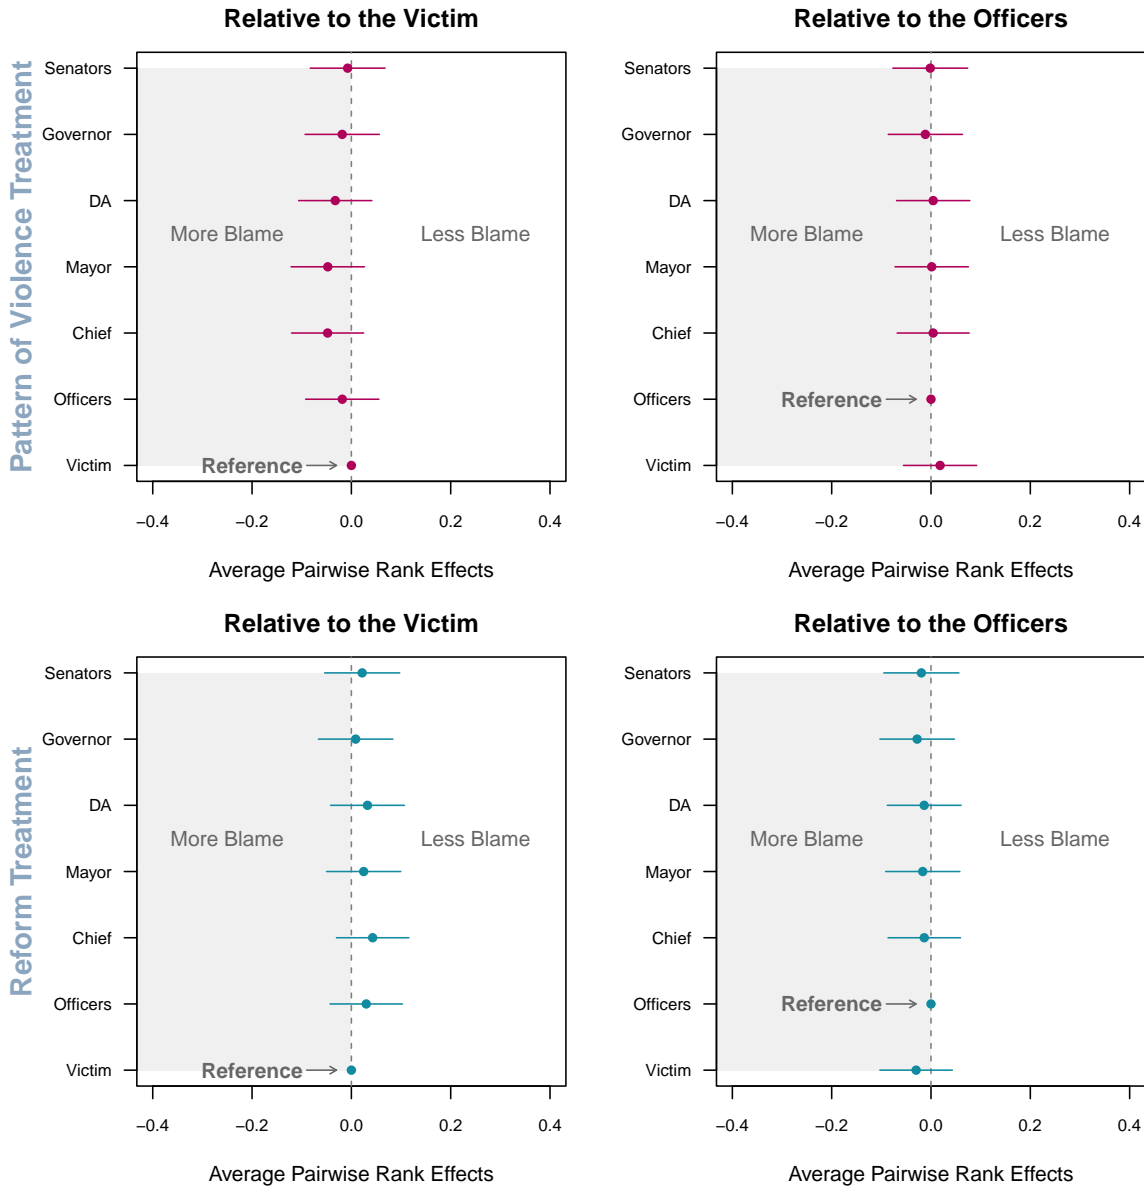 Pattern of Violence Treatment
Relative to the Victim
Senators
Governor
DA
More Blame
Less Blame
Mayor
Chief
Officers
Victim
Reference
−0.4
−0.2
0.0
0.2
0.4
Average Pairwise Rank Effects
Relative to the Officers
Senators
Governor
DA
More Blame
Less Blame
Mayor
Chief
Officers
Reference
Victim
−0.4
−0.2
0.0
0.2
0.4
Average Pairwise Rank Effects
Reform Treatment
Relative to the Victim
Senators
Governor
DA
More Blame
Less Blame
Mayor
Chief
Officers
Victim
Reference
−0.4
−0.2
0.0
0.2
0.4
Average Pairwise Rank Effects
Relative to the Officers
Senators
Governor
DA
More Blame
Less Blame
Mayor
Chief
Officers
Reference
Victim
−0.4
−0.2
0.0
0.2
0.4
Average Pairwise Rank Effects